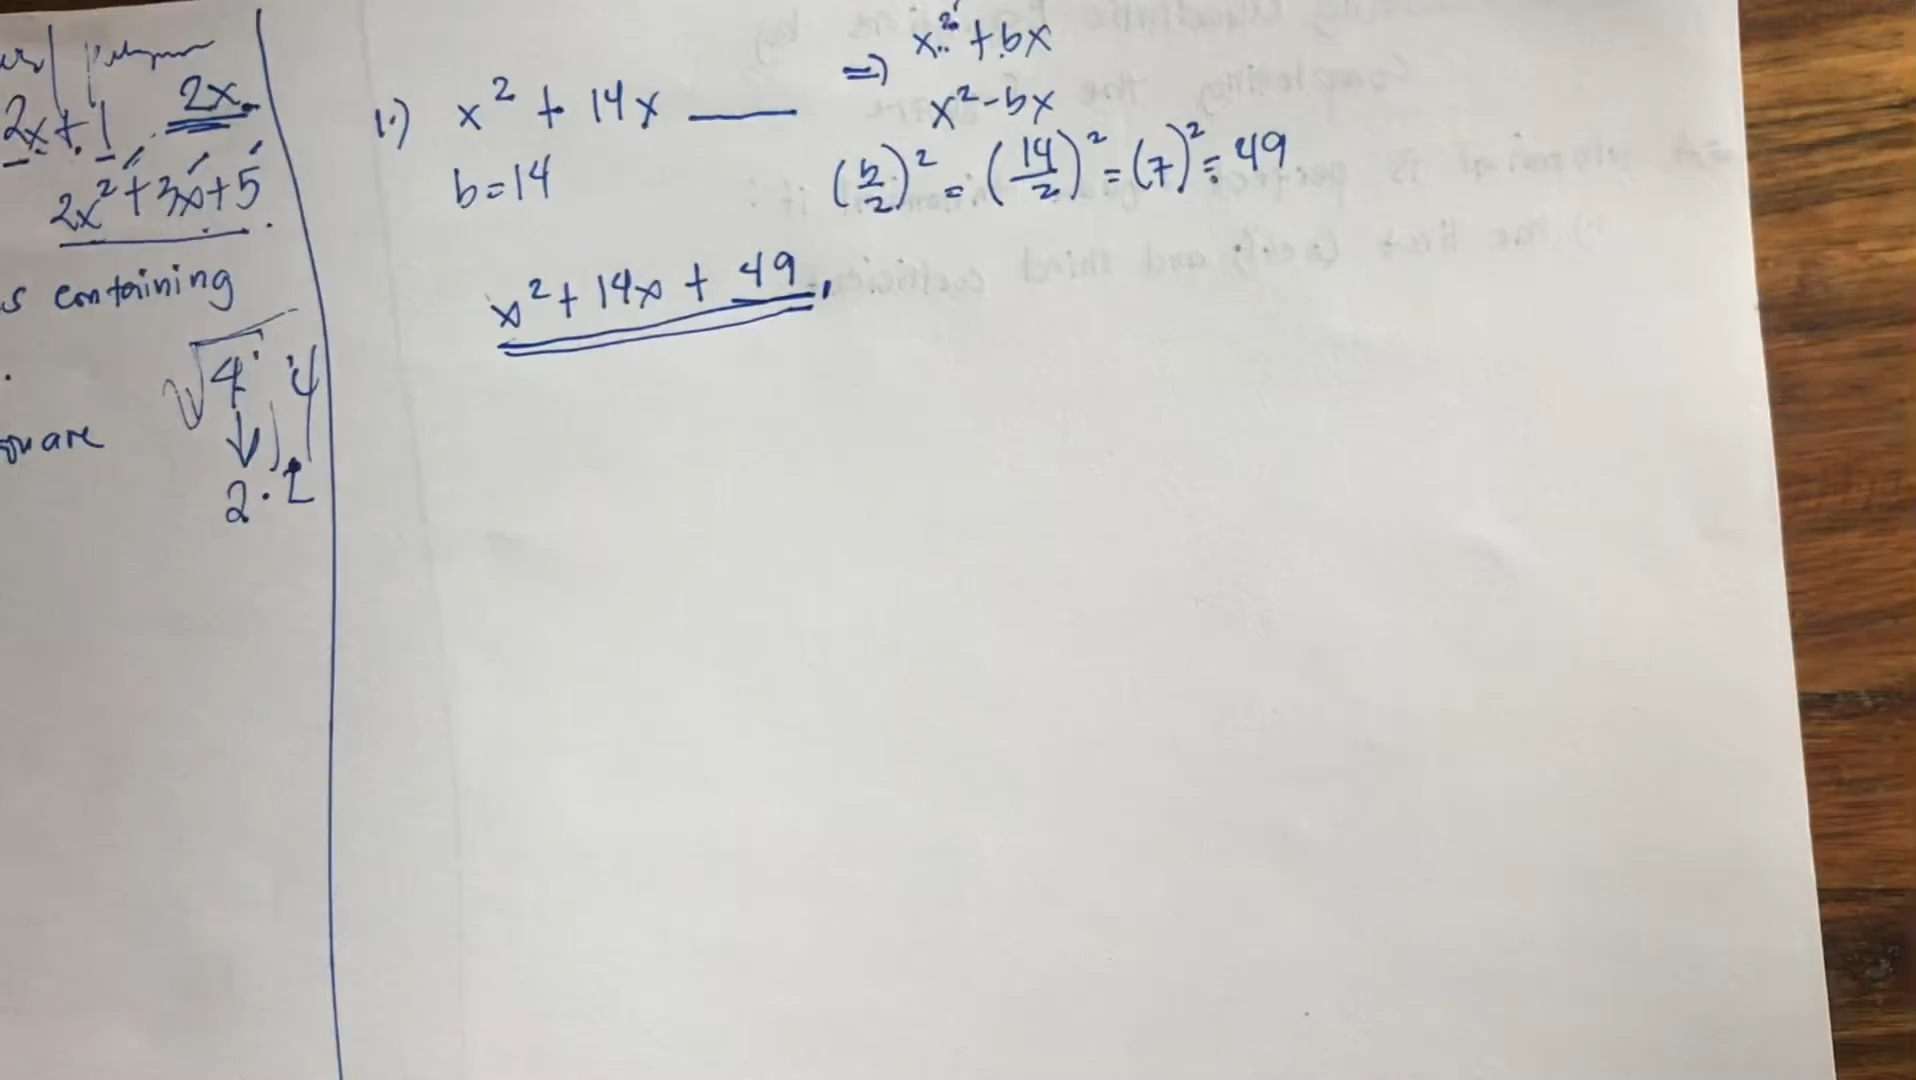 2x+1 2x
2x² + 3x + 5
s containing
√4 4
2 · 2
1.) x² + 14x ___
⇒ x² + bx
x² - bx
b = 14
(b/2)² = (14/2)² = (7)² = 49
x² + 14x + 49